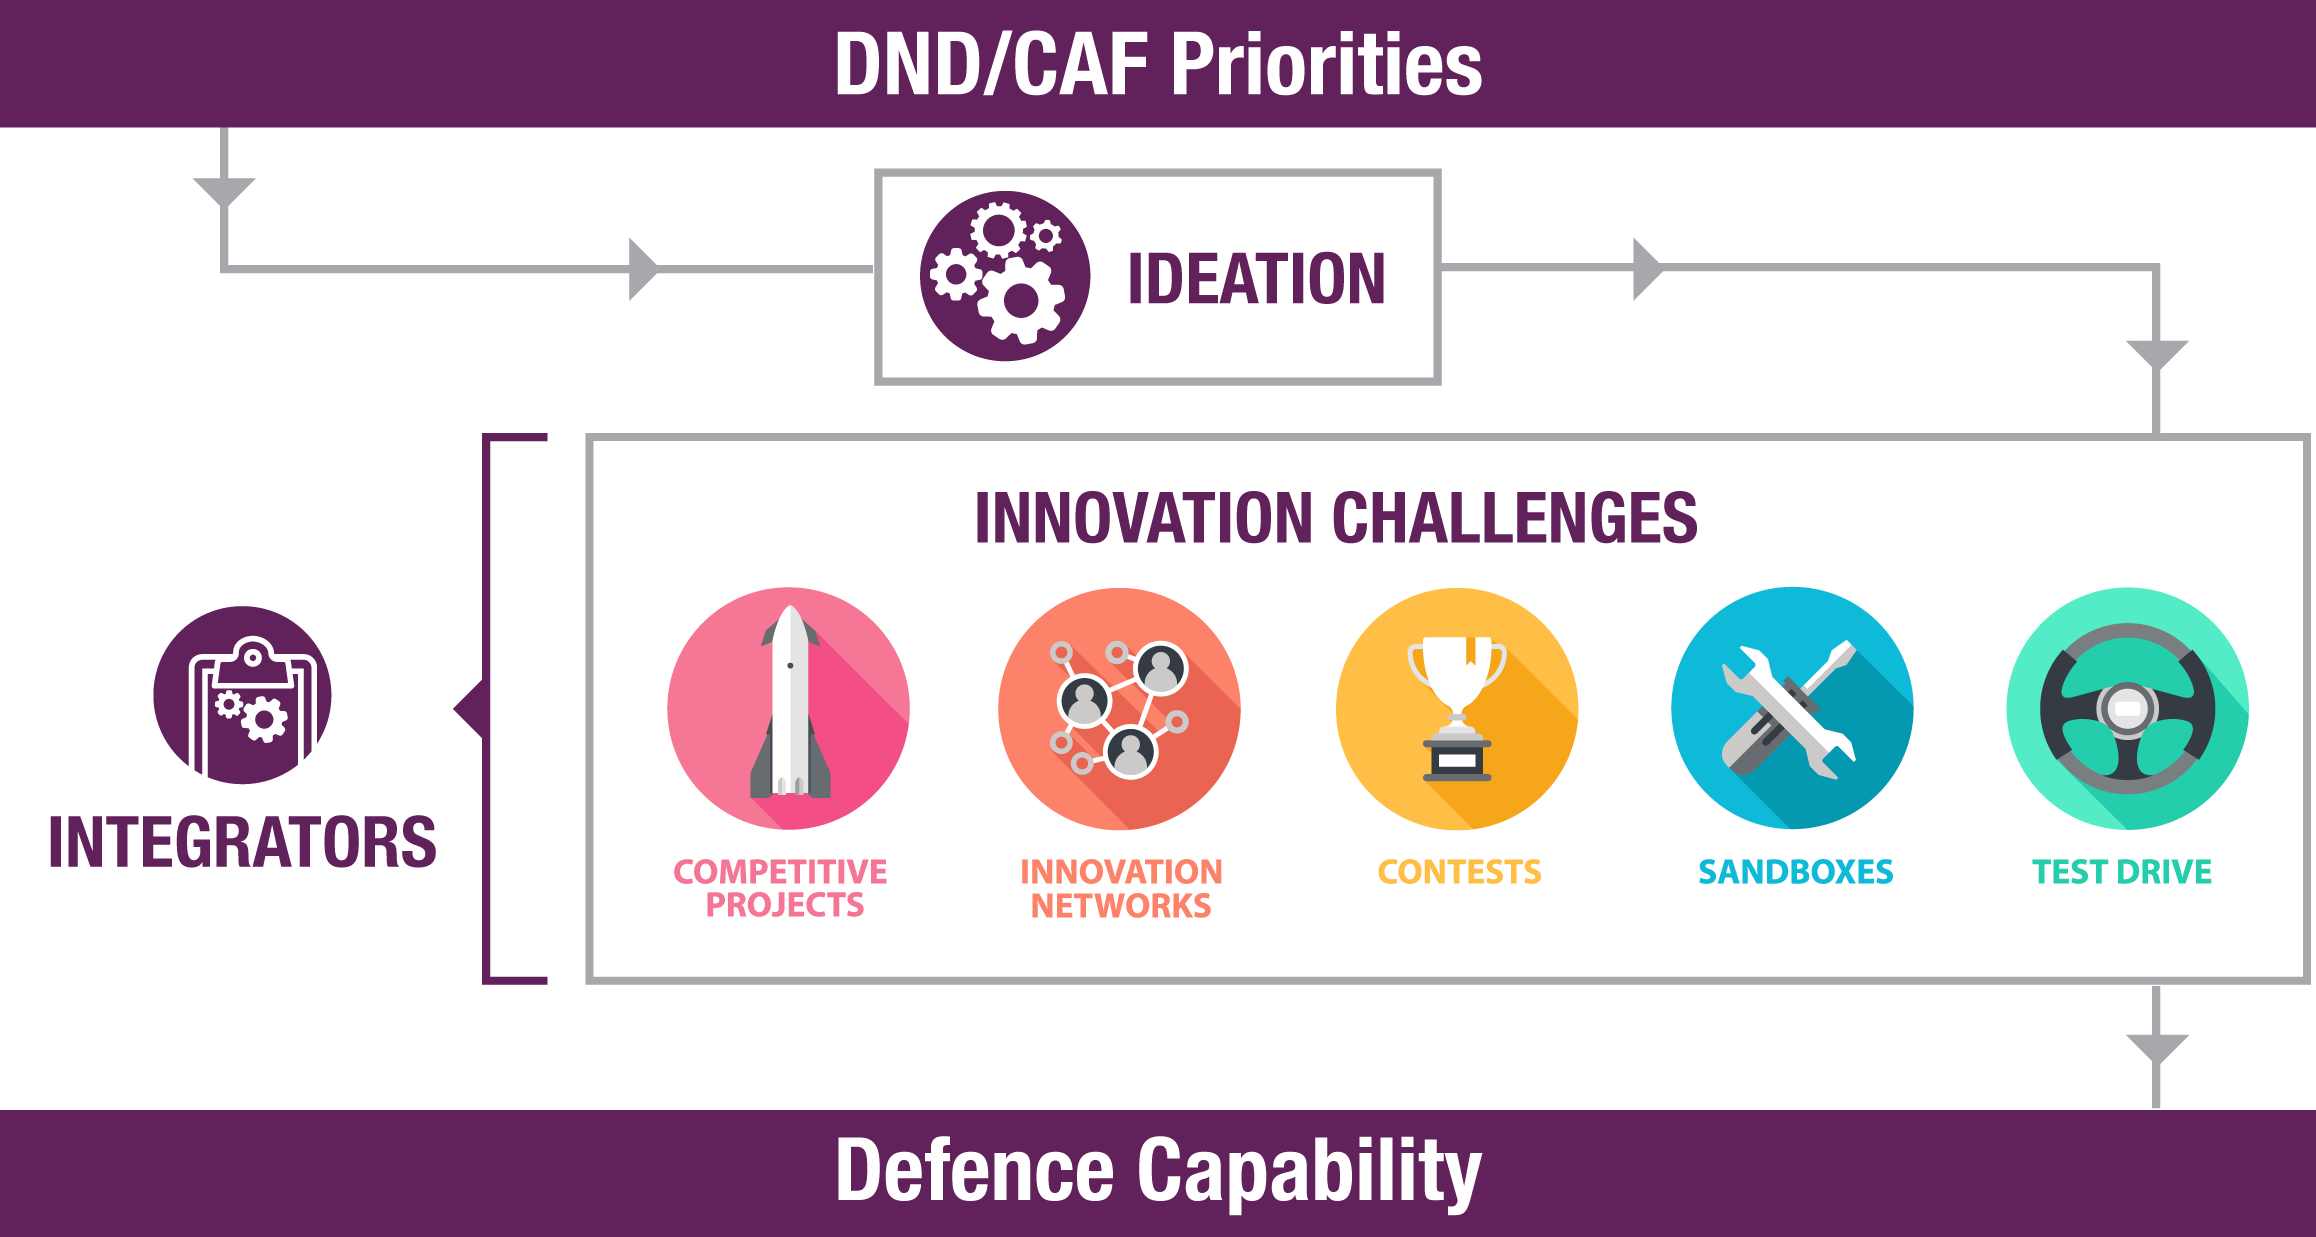 DND/CAF Priorities
IDEATION
INNOVATION CHALLENGES
INTEGRATORS
COMPETITIVE
PROJECTS
INNOVATION
NETWORKS
CONTESTS
SANDBOXES
TEST DRIVE
Defence Capability